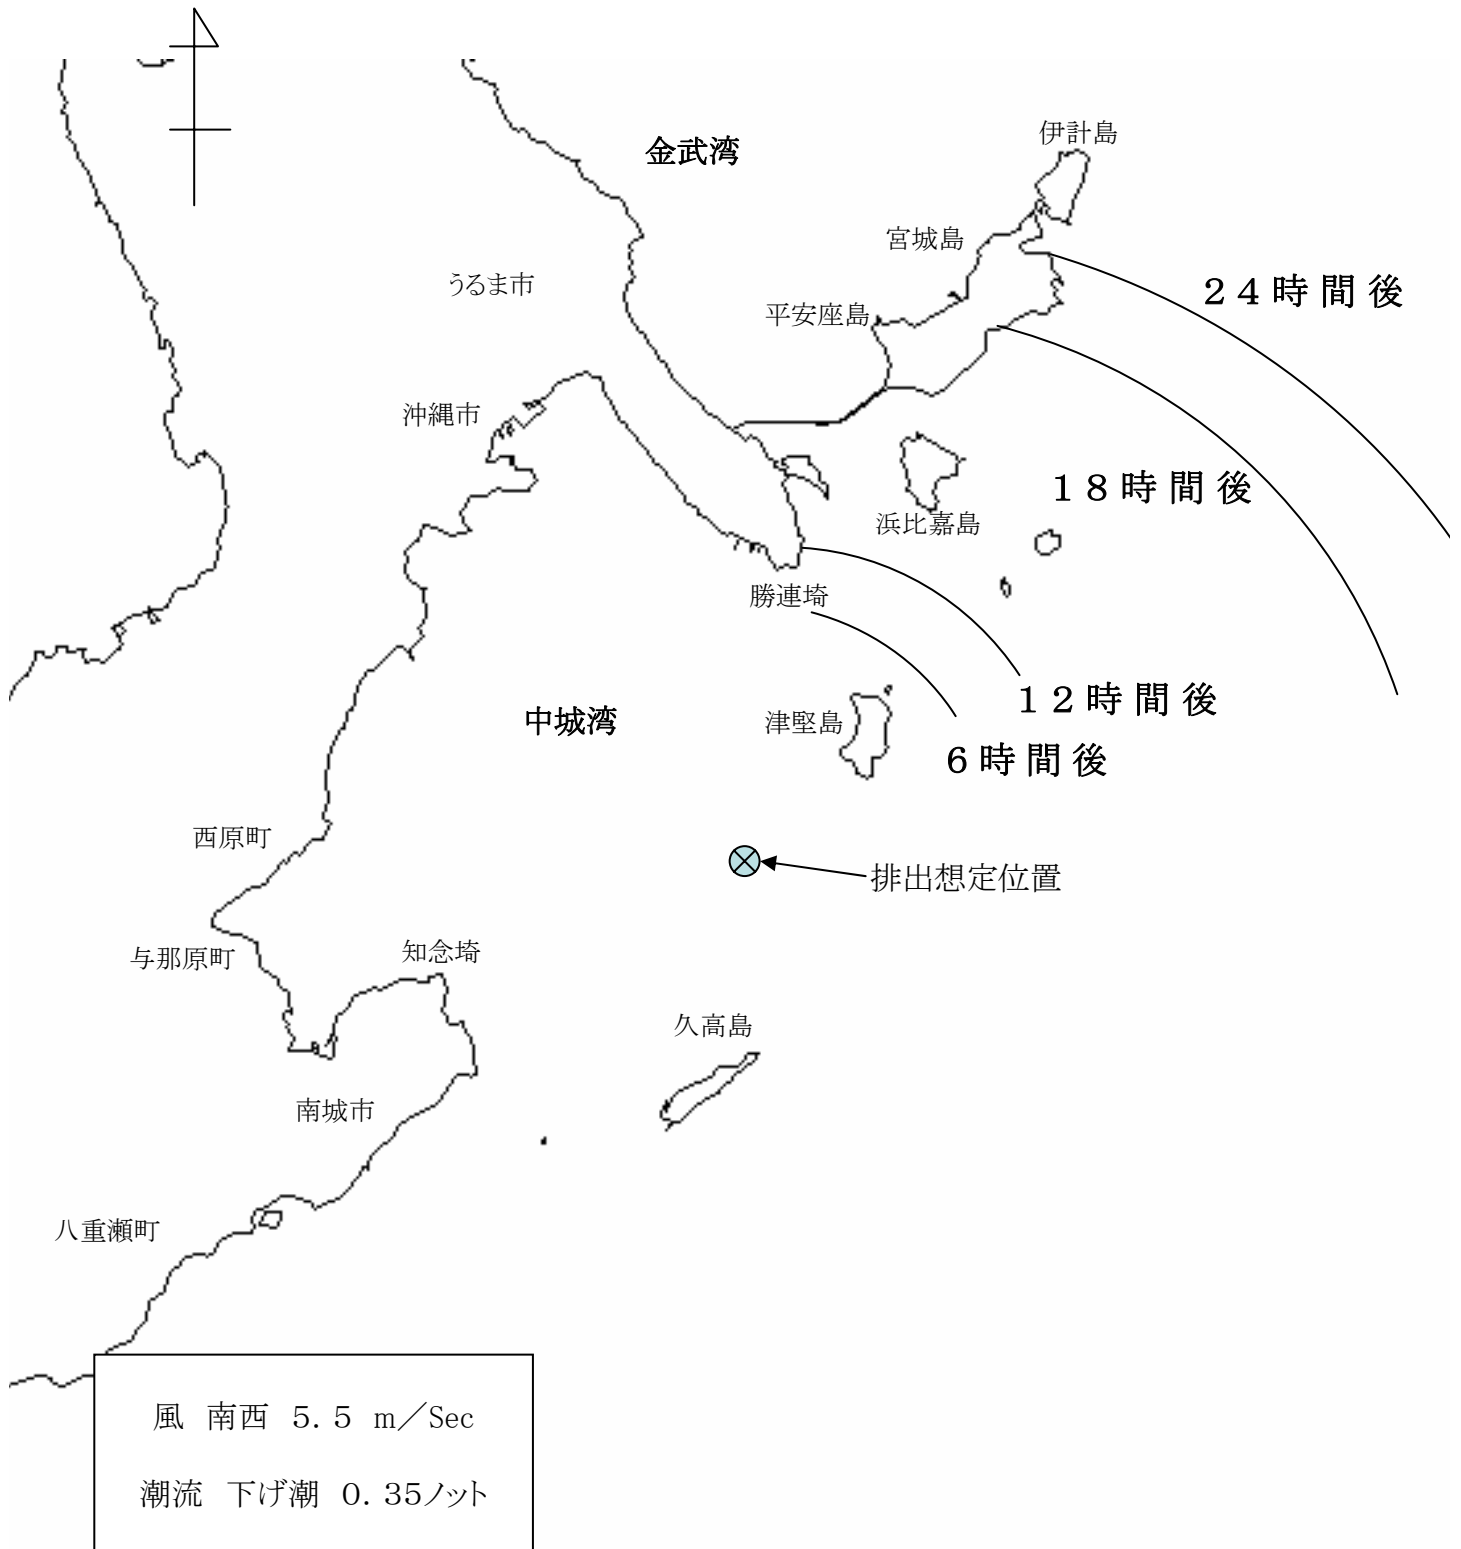 伊計島
金武湾
宮城島
うるま市
２４時間後
平安座島
沖縄市
１８時間後
浜比嘉島
勝連埼
１２時間後
中城湾
津堅島
６時間後
西原町
排出想定位置
与那原町
知念埼
久高島
南城市
八重瀬町
風　南西　５．５　m／Sec
潮流　下げ潮　０．３５ノット